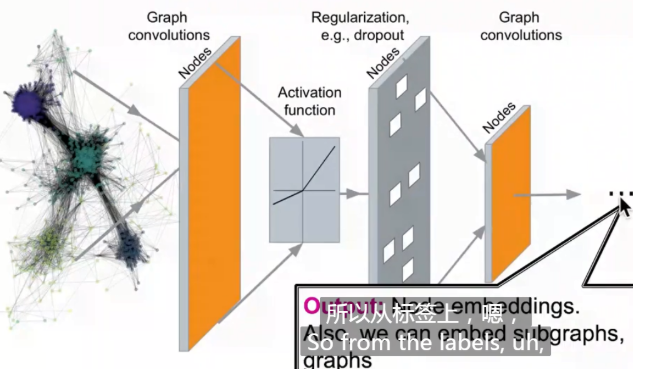 Graph
convolutions
Regularization,
e.g., dropout
Graph
convolutions
Nodes
Nodes
Activation
function
Nodes
...
Output: Node embeddings.
所以从标签上，嗯，
Also, we can embed subgraphs,
So from the labels, uh,
graphs